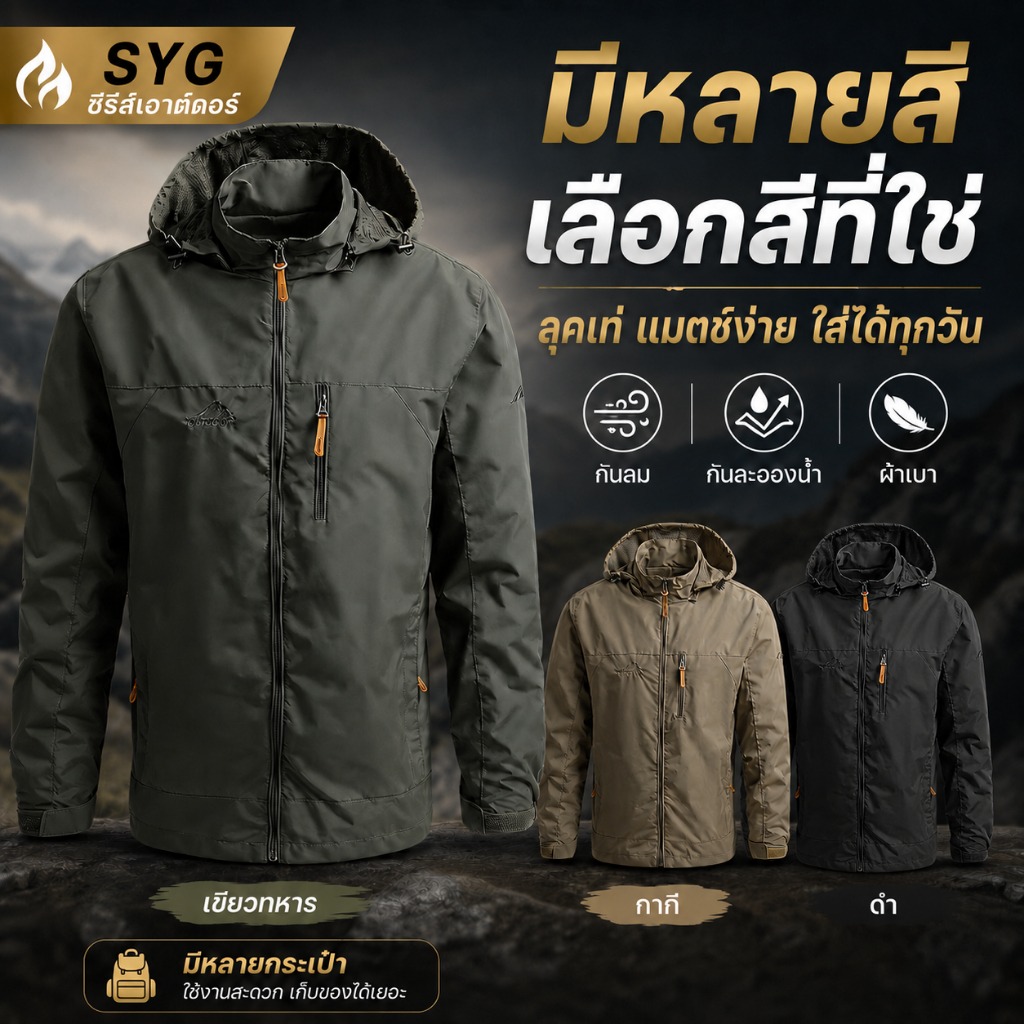 SYG
ซีรีส์เอาต์ดอร์
มีหลายสี
เลือกสีที่ใช่
ลุคเท่ แมตช์ง่าย ใส่ได้ทุกวัน
กันลม
กันละอองน้ำ
ผ้าเบา
เขียวทหาร
กากี
ดำ
มีหลายกระเป๋า
ใช้งานสะดวก เก็บของได้เยอะ